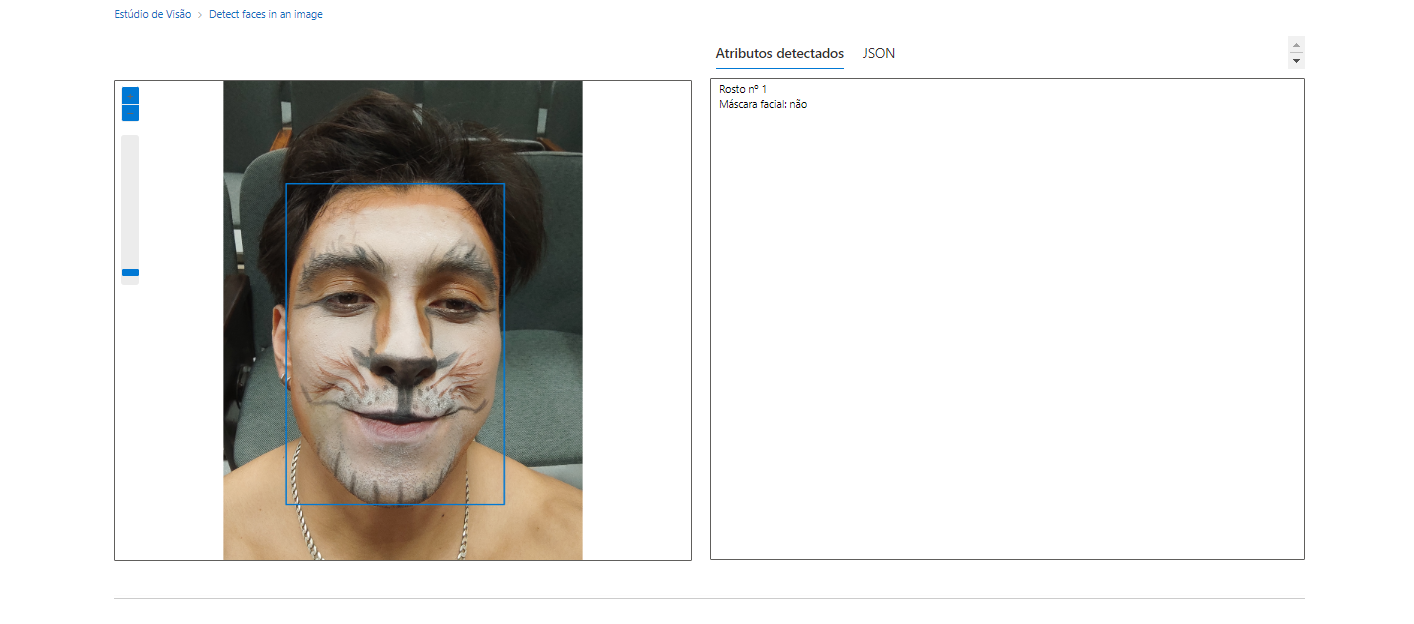 Estúdio de Visão > Detect faces in an image
Atributos detectados JSON
Rosto nº 1
Máscara facial: não